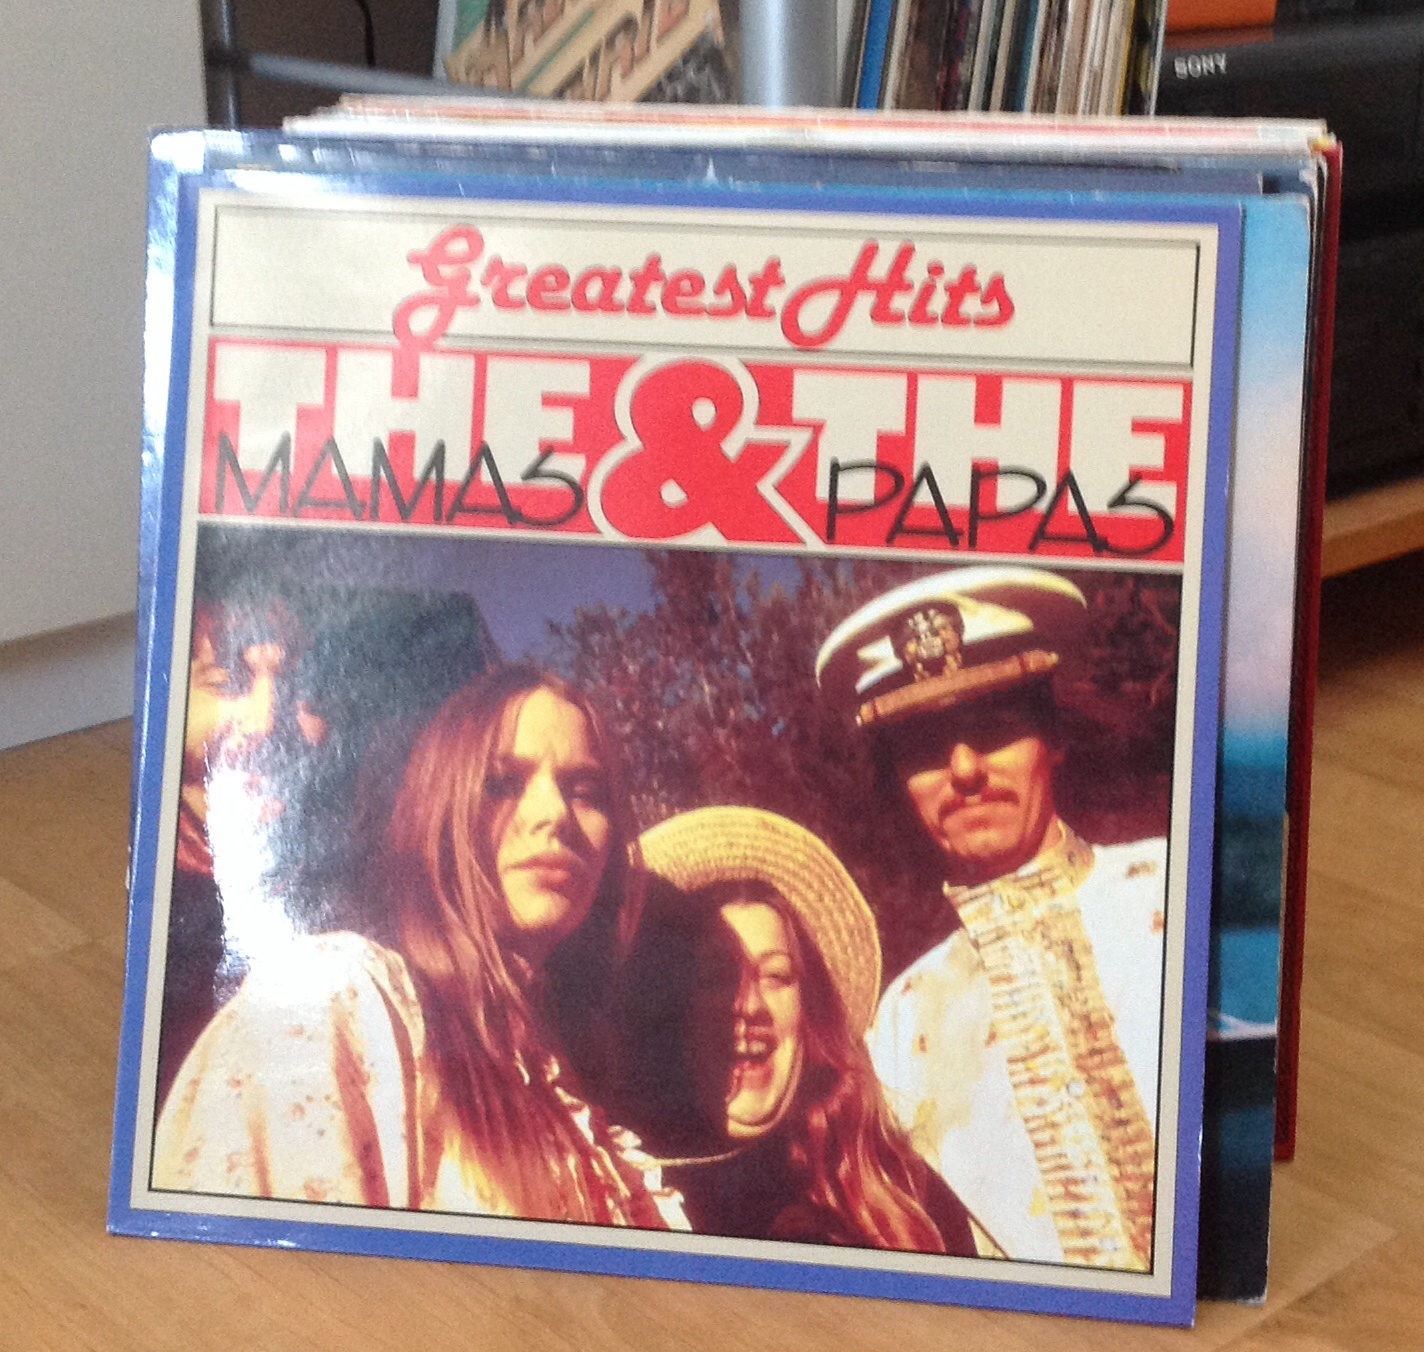 SONY
Greatest Hits
THE & THE
MAMAS PAPAS